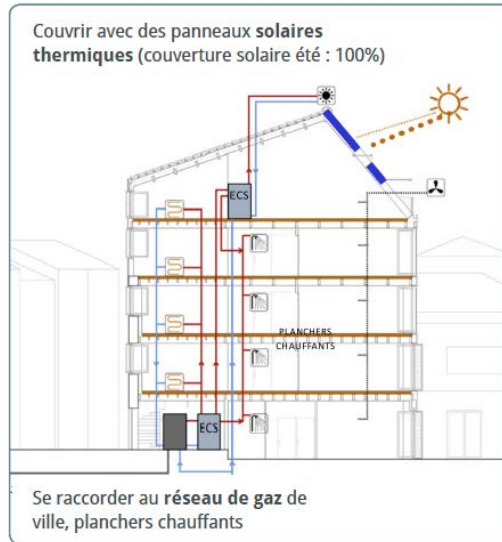 Couvrir avec des panneaux solaires
thermiques (couverture solaire été : 100%)
ECS
PLANCHERS
CHAUFFANTS
ECS
Se raccorder au réseau de gaz de
ville, planchers chauffants